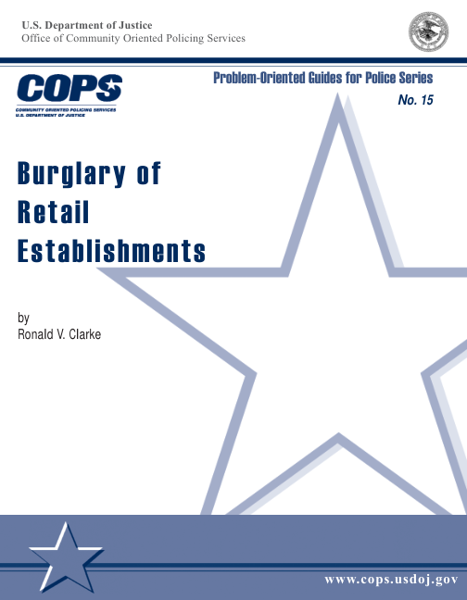 U.S. Department of Justice
Office of Community Oriented Policing Services
COPS
COMMUNITY ORIENTED POLICING SERVICES
U.S. DEPARTMENT OF JUSTICE
Problem-Oriented Guides for Police Series
No. 15
Burglary of
Retail
Establishments
by
Ronald V. Clarke
www.cops.usdoj.gov